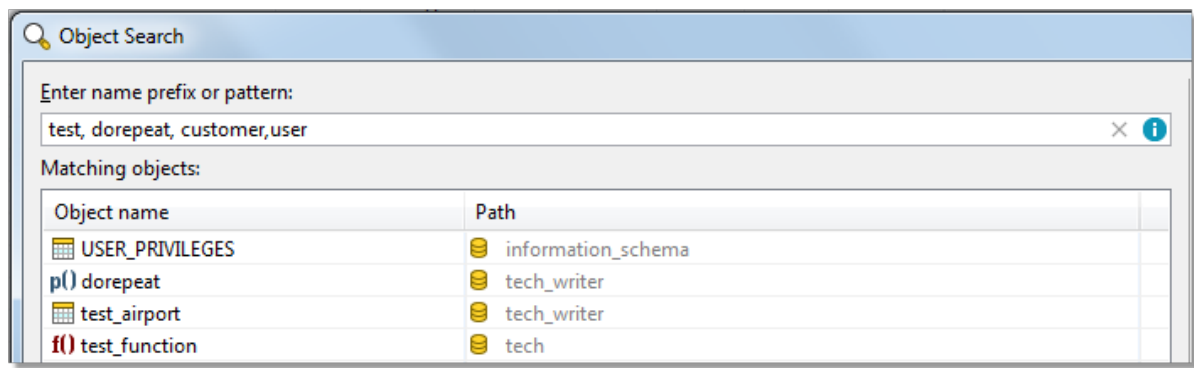 Object Search
Enter name prefix or pattern:
test, dorepeat, customer,user
Matching objects:
Object name Path
USER_PRIVILEGES information_schema
p() dorepeat tech_writer
test_airport tech_writer
f() test_function tech